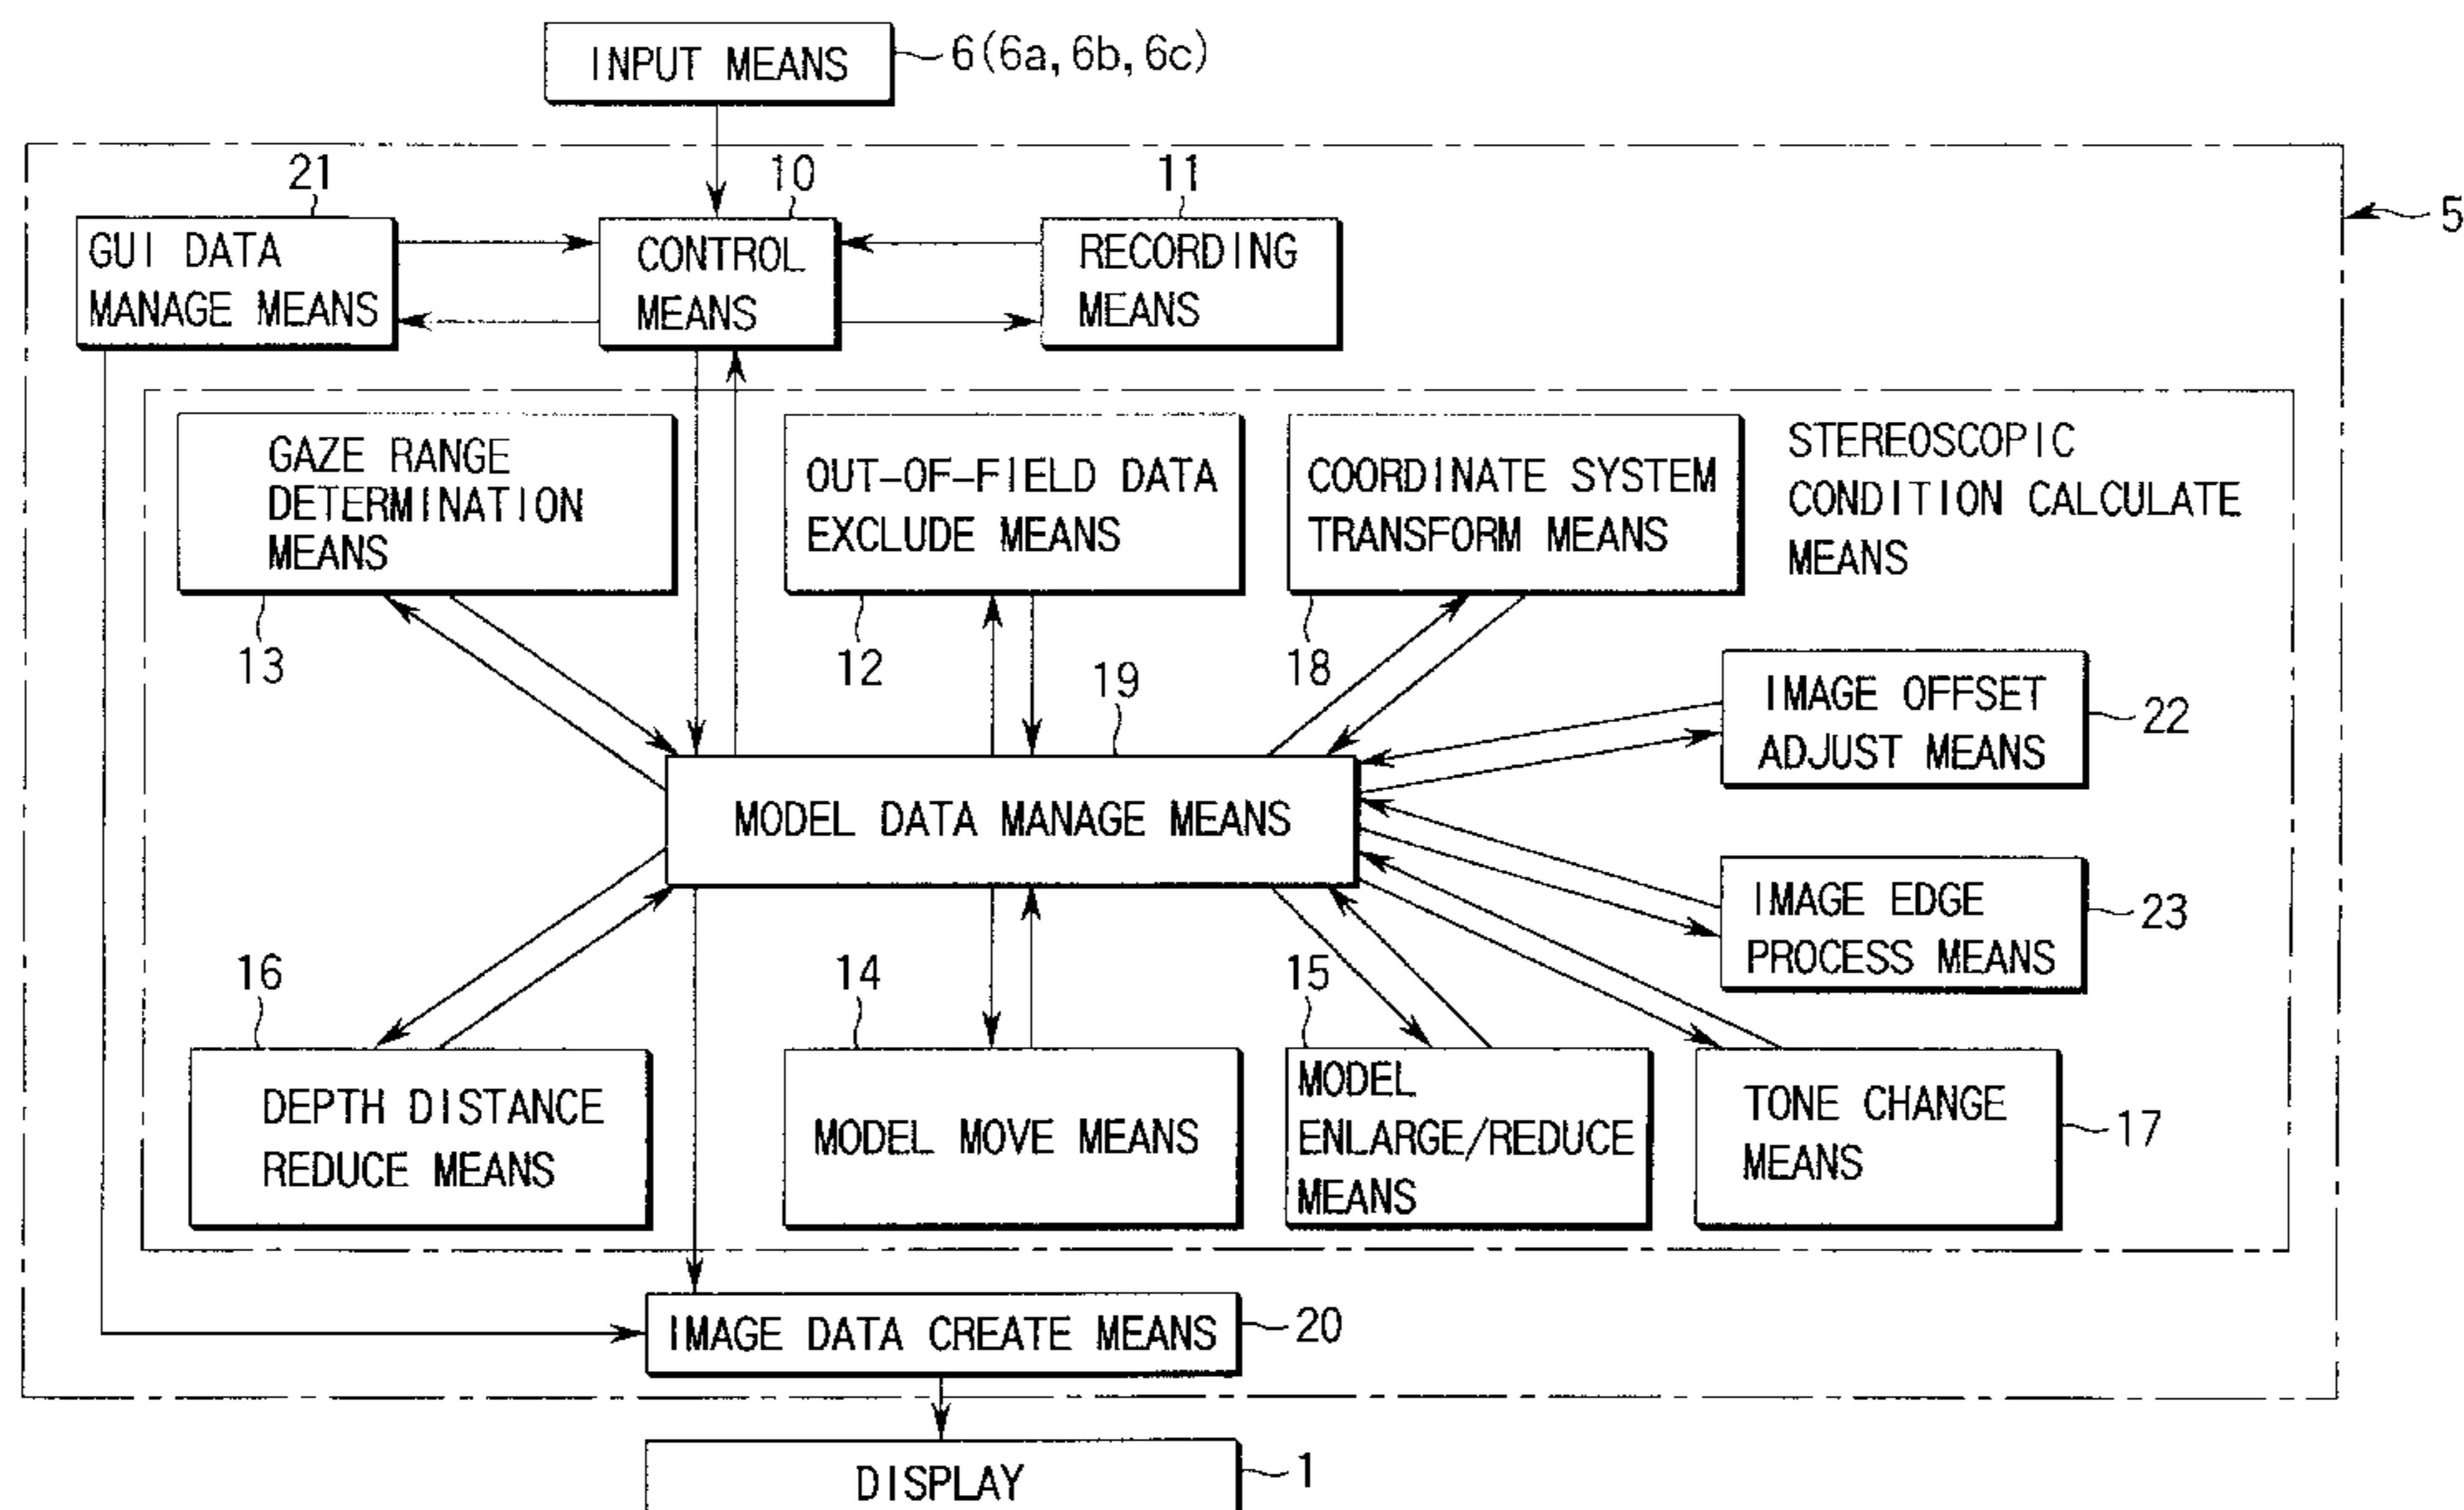 INPUT MEANS
6(6a, 6b, 6c)
21
10
11
5
GUI DATA
MANAGE MEANS
CONTROL
MEANS
RECORDING
MEANS
GAZE RANGE
DETERMINATION
MEANS
OUT-OF-FIELD DATA
EXCLUDE MEANS
COORDINATE SYSTEM
TRANSFORM MEANS
STEREOSCOPIC
CONDITION CALCULATE
MEANS
13
12
19
18
IMAGE OFFSET
ADJUST MEANS
22
MODEL DATA MANAGE MEANS
IMAGE EDGE
PROCESS MEANS
23
16
14
15
DEPTH DISTANCE
REDUCE MEANS
MODEL MOVE MEANS
MODEL
ENLARGE/REDUCE
MEANS
TONE CHANGE
MEANS
17
IMAGE DATA CREATE MEANS
20
DISPLAY
1